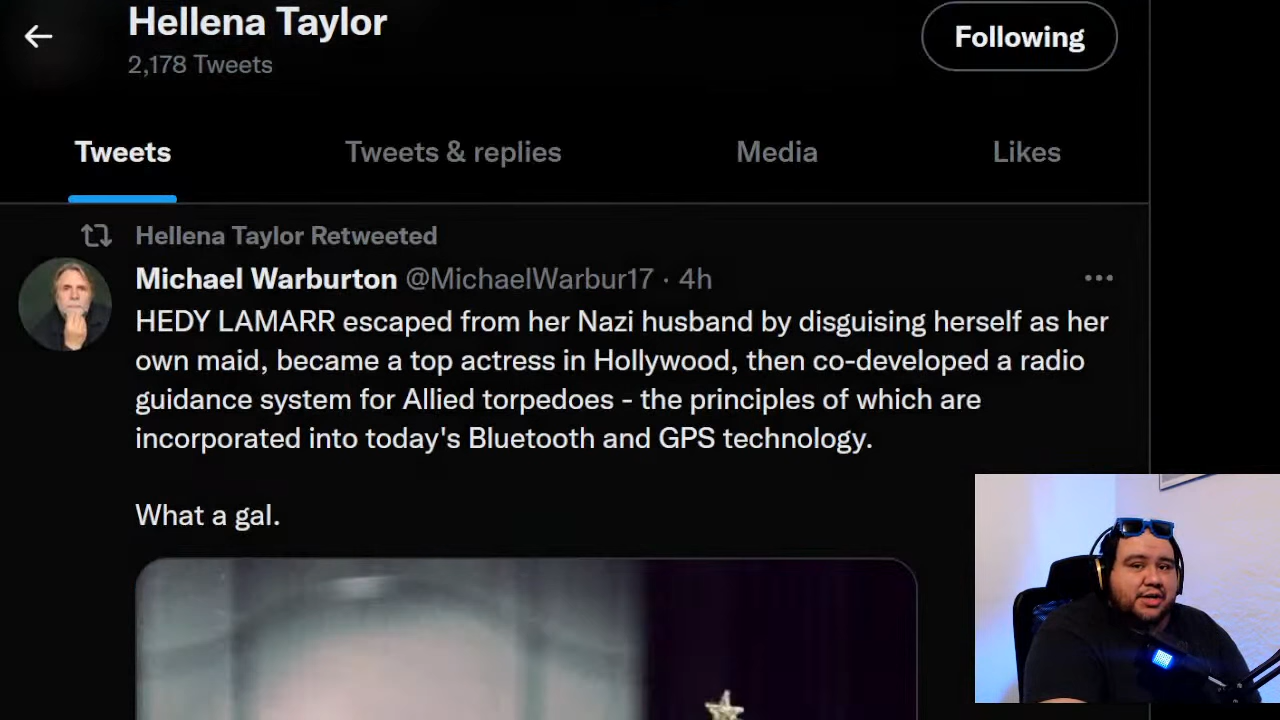 Hellena Taylor
2,178 Tweets
Following
Tweets
Tweets & replies
Media
Likes
Hellena Taylor Retweeted
Michael Warburton @MichaelWarbur17 · 4h
HEDY LAMARR escaped from her Nazi husband by disguising herself as her
own maid, became a top actress in Hollywood, then co-developed a radio
guidance system for Allied torpedoes - the principles of which are
incorporated into today's Bluetooth and GPS technology.
What a gal.